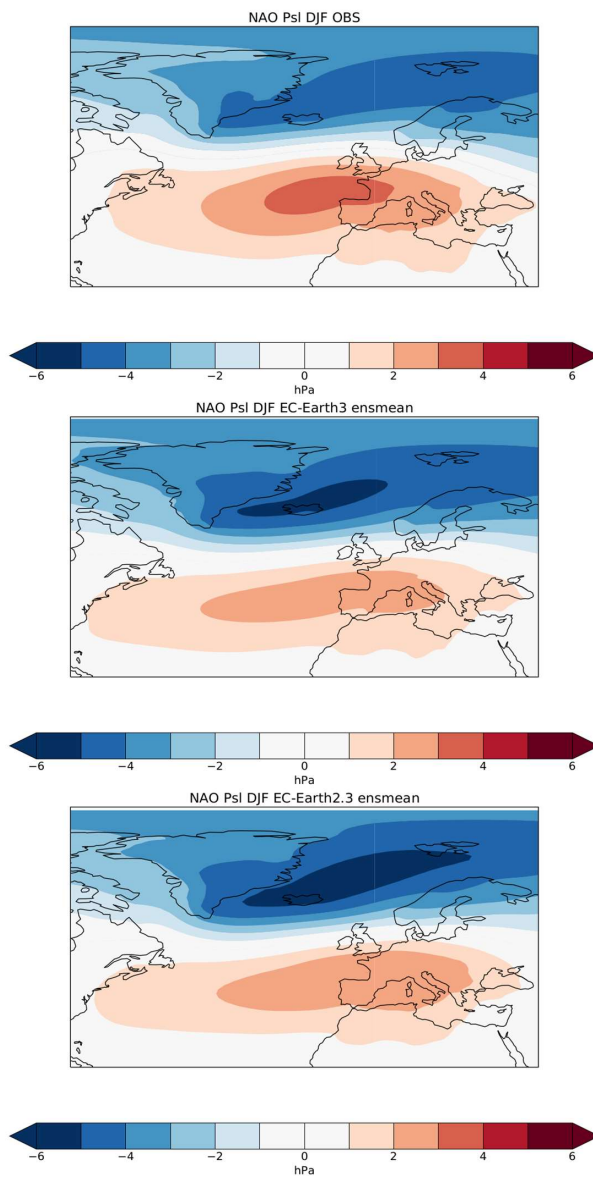 NAO Psl DJF OBS
−6 −4 −2 0 2 4 6
hPa
NAO Psl DJF EC-Earth3 ensmean
−6 −4 −2 0 2 4 6
hPa
NAO Psl DJF EC-Earth2.3 ensmean
−6 −4 −2 0 2 4 6
hPa